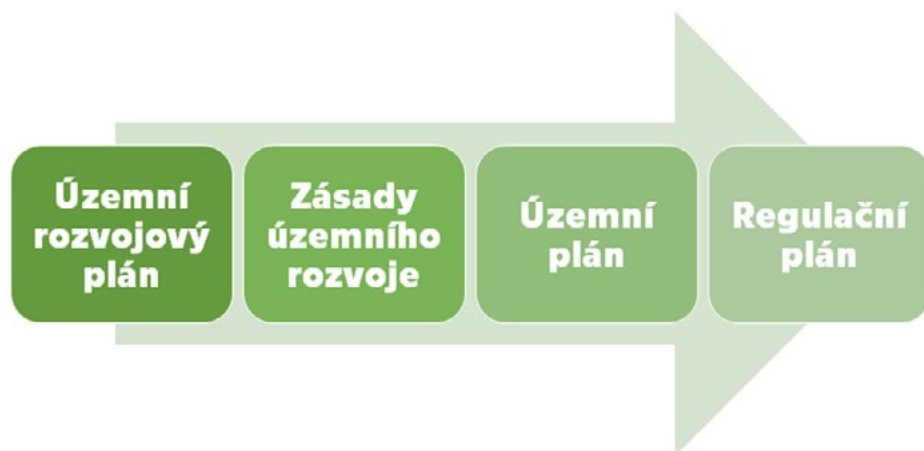 Územní
rozvojový
plán
Zásady
územního
rozvoje
Územní
plán
Regulační
plán